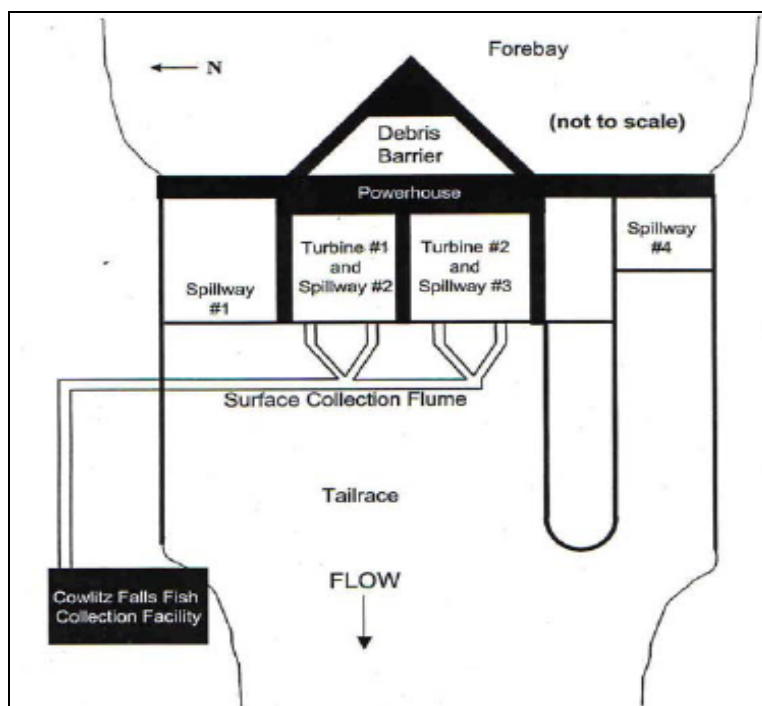 Forebay
N
(not to scale)
Debris
Barrier
Powerhouse
Turbine #1
and
Spillway #2
Turbine #2
and
Spillway #3
Spillway
#4
Spillway
#1
Surface Collection Flume
Tailrace
FLOW
Cowlitz Falls Fish
Collection Facility